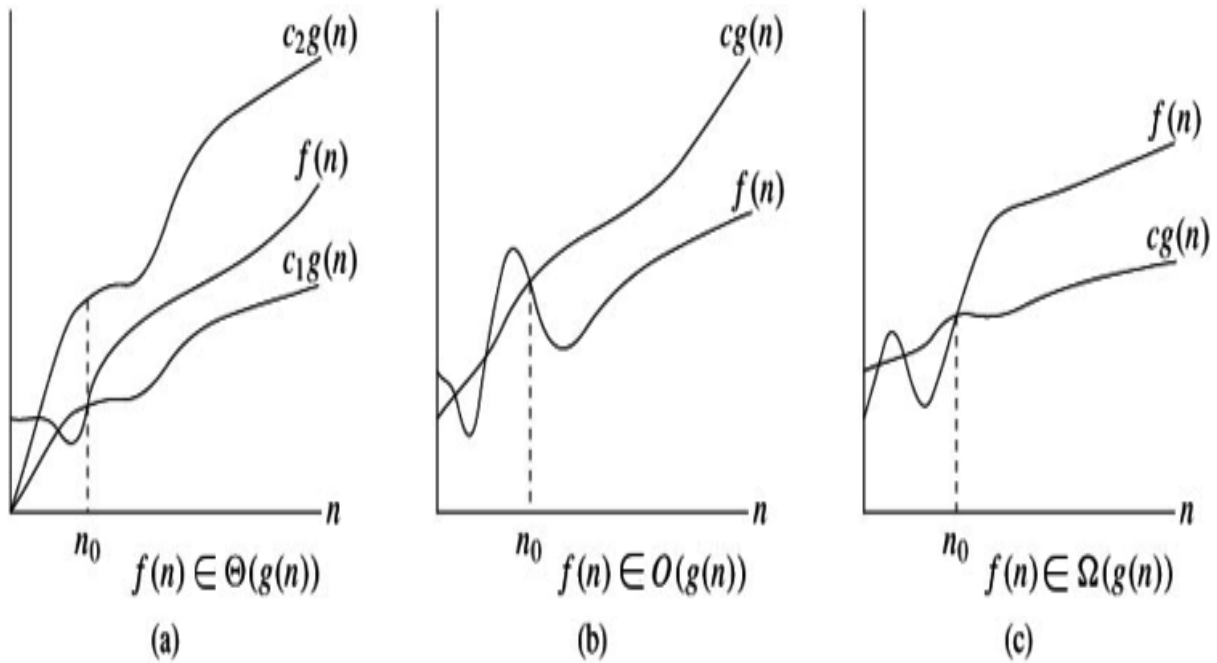 c₂g(n)
f(n)
c₁g(n)
n
n₀
f(n) ∈ Θ(g(n))
(a)
cg(n)
f(n)
n
n₀
f(n) ∈ O(g(n))
(b)
f(n)
cg(n)
n
n₀
f(n) ∈ Ω(g(n))
(c)